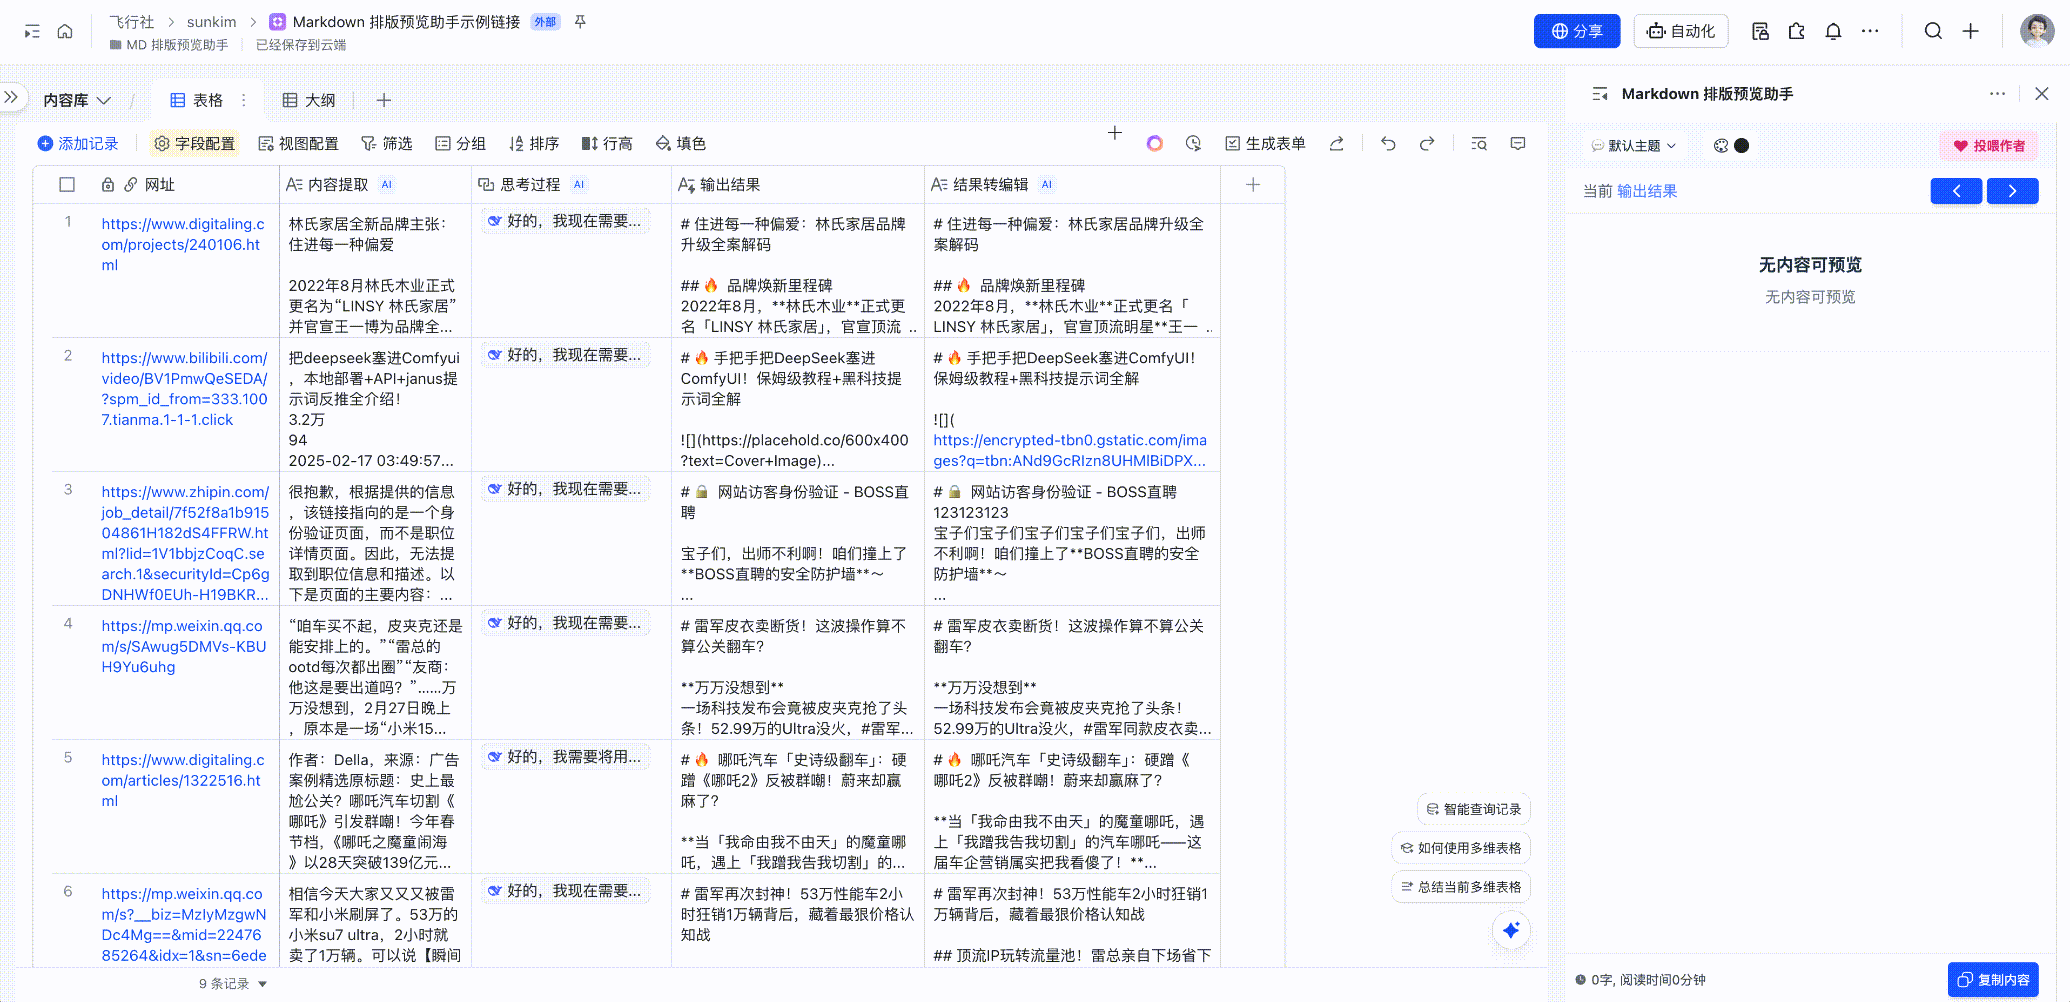 飞行社
sunkim
Markdown 排版预览助手示例链接 外部
MD 排版预览助手
已经保存到云端
分享
自动化
内容库
表格
大纲
添加记录
字段配置
视图配置
筛选
分组
排序
行高
填色
生成表单
网址
内容提取 AI
思考过程 AI
输出结果
结果转编辑 AI
1
https://www.digitaling.c
om/projects/240106.ht
ml
林氏家居全新品牌主张：
住进每一种偏爱
2022年8月林氏木业正式
更名为“LINSY 林氏家居”
并官宣王一博为品牌全...
好的，我现在需要...
# 住进每一种偏爱：林氏家居品牌
升级全案解码
## 🔥 品牌焕新里程碑
2022年8月，**林氏木业**正式更
名「LINSY 林氏家居」，官宣顶流 ..
# 住进每一种偏爱：林氏家居品牌升级全
案解码
## 🔥 品牌焕新里程碑
2022年8月，**林氏木业**正式更名「
LINSY 林氏家居」，官宣顶流明星**王一 ..
2
https://www.bilibili.com/
video/BV1PmwQeSEDA/
?spm_id_from=333.100
7.tianma.1-1-1.click
把deepseek塞进Comfyui
，本地部署+API+janus提
示词反推全介绍！
3.2万
94
2025-02-17 03:49:57...
好的，我现在需要...
# 🔥 手把手把DeepSeek塞进
ComfyUI！保姆级教程+黑科技提
示词全解
![](https://placehold.co/600x400
?text=Cover+Image)...
# 🔥 手把手把DeepSeek塞进ComfyUI！
保姆级教程+黑科技提示词全解
![](
https://encrypted-tbn0.gstatic.com/ima
ges?q=tbn:ANd9GcRIzn8UHMlBiDPX...
3
https://www.zhipin.com/
job_detail/7f52f8a1b915
04861H182dS4FFRW.ht
ml?lid=1V1bbjzCoqC.se
arch.1&securityId=Cp6g
DNHWf0EUh-H19BKR...
很抱歉，根据提供的信息
，该链接指向的是一个身
份验证页面，而不是职位
详情页面。因此，无法提
取到职位信息和描述。以
下是页面的主要内容：...
好的，我现在需要...
# 🔒 网站访客身份验证 - BOSS直
聘
宝子们，出师不利啊！咱们撞上了
**BOSS直聘的安全防护墙**～
...
# 🔒 网站访客身份验证 - BOSS直聘
123123123
宝子们宝子们宝子们宝子们宝子们，出师
不利啊！咱们撞上了**BOSS直聘的安全
防护墙**～
...
4
https://mp.weixin.qq.co
m/s/SAwug5DMVs-KBU
H9Yu6uhg
“咱车买不起，皮夹克还是
能安排上的。”“雷总的
ootd每次都出圈”“友商：
他这是要出道吗？”……万
万没想到，2月27日晚上
，原本是一场“小米15...
好的，我现在需要...
# 雷军皮衣卖断货！这波操作算不
算公关翻车？
**万万没想到**
一场科技发布会竟被皮夹克抢了头
条！52.99万的Ultra没火，#雷军...
# 雷军皮衣卖断货！这波操作算不算公关
翻车？
**万万没想到**
一场科技发布会竟被皮夹克抢了头条！
52.99万的Ultra没火，#雷军同款皮衣卖...
5
https://www.digitaling.c
om/articles/1322516.ht
ml
作者：Della，来源：广告
案例精选原标题：史上最
尬公关？哪吒汽车切割《
哪吒》引发群嘲！今年春
节档，《哪吒之魔童闹海
》以28天突破139亿元...
好的，我需要将用...
# 🔥 哪吒汽车「史诗级翻车」：硬
蹭《哪吒2》反被群嘲！蔚来却赢
麻了？
**当「我命由我不由天」的魔童哪
吒，遇上「我蹭我告我切割」的...
# 🔥 哪吒汽车「史诗级翻车」：硬蹭《
哪吒2》反被群嘲！蔚来却赢麻了？
**当「我命由我不由天」的魔童哪吒，遇
上「我蹭我告我切割」的汽车哪吒——这
届车企营销属实把我看傻了！**...
6
https://mp.weixin.qq.co
m/s?__biz=MzIyMzgwN
Dc4Mg==&mid=22476
85264&idx=1&sn=6ede
相信今天大家又又又被雷
军和小米刷屏了。53万的
小米su7 ultra，2小时就
卖了1万辆。可以说【瞬间
好的，我现在需要...
# 雷军再次封神！53万性能车2小
时狂销1万辆背后，藏着最狠价格认
知战
# 雷军再次封神！53万性能车2小时狂销1
万辆背后，藏着最狠价格认知战
## 顶流IP玩转流量池！雷总亲自下场省下
9 条记录
智能查询记录
如何使用多维表格
总结当前多维表格
Markdown 排版预览助手
默认主题
投喂作者
当前 输出结果
无内容可预览
无内容可预览
0字, 阅读时间0分钟
复制内容